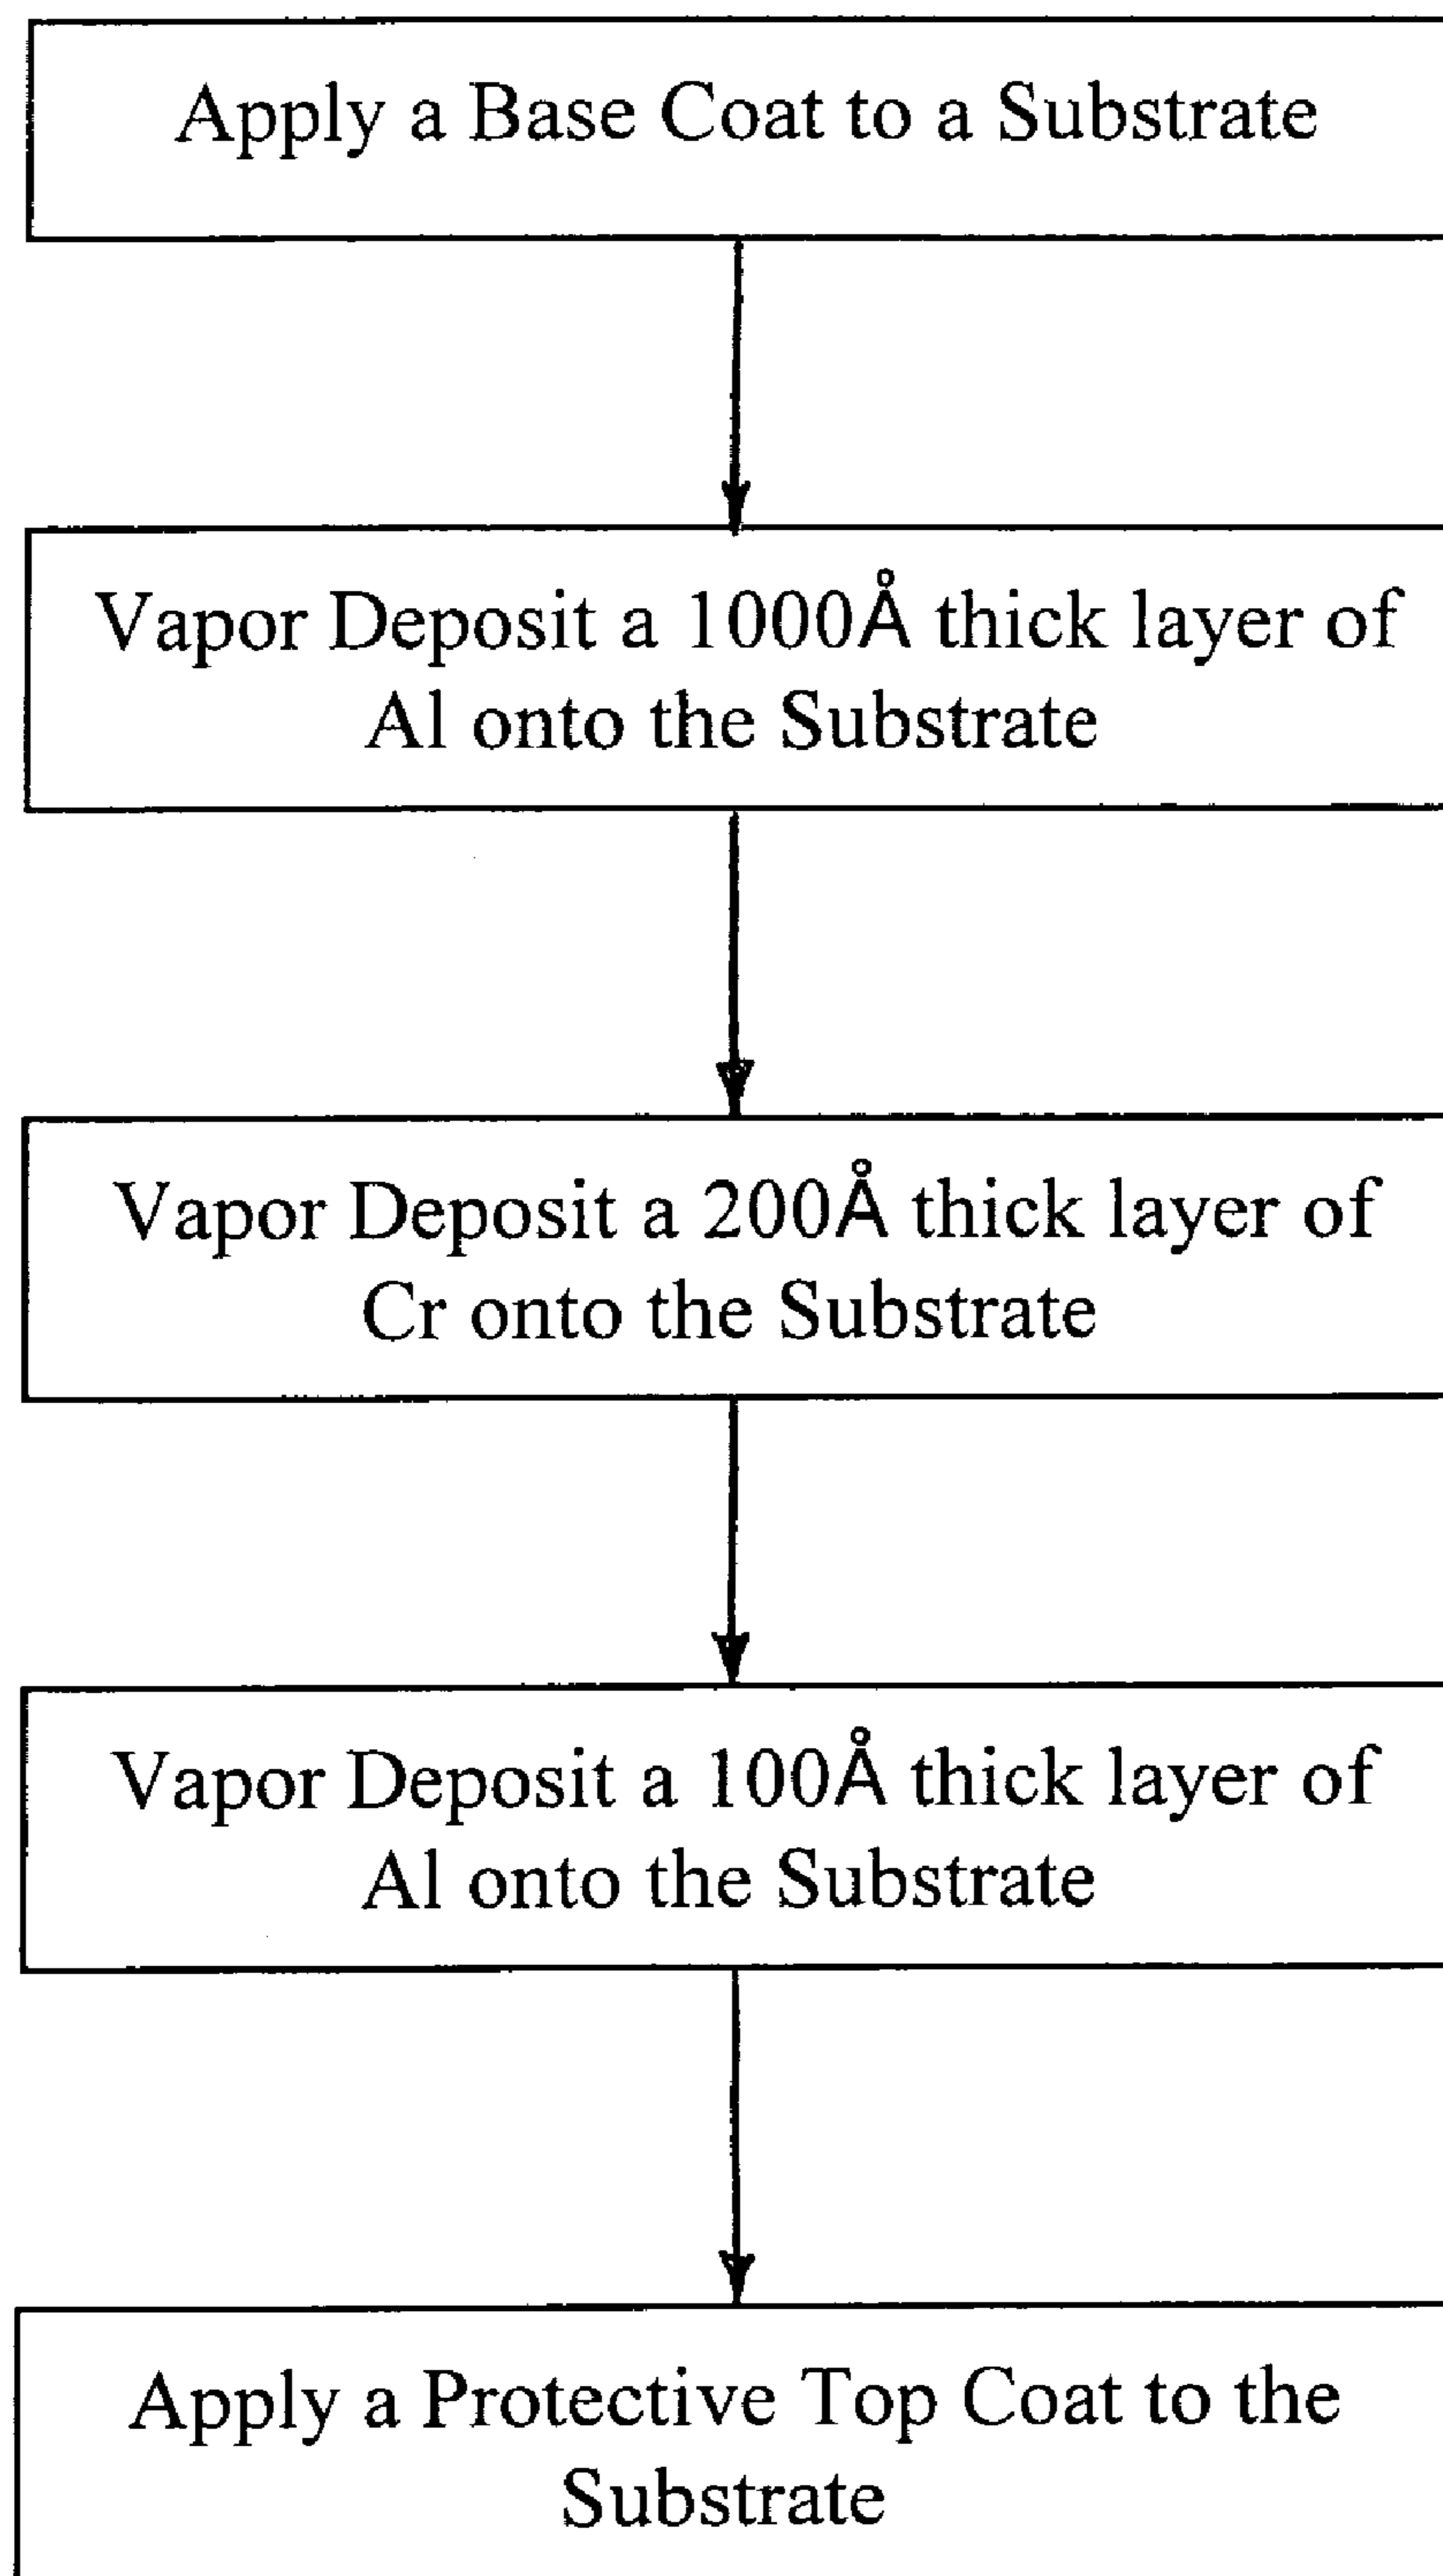 Apply a Base Coat to a Substrate
Vapor Deposit a 1000Å thick layer of
Al onto the Substrate
Vapor Deposit a 200Å thick layer of
Cr onto the Substrate
Vapor Deposit a 100Å thick layer of
Al onto the Substrate
Apply a Protective Top Coat to the
Substrate